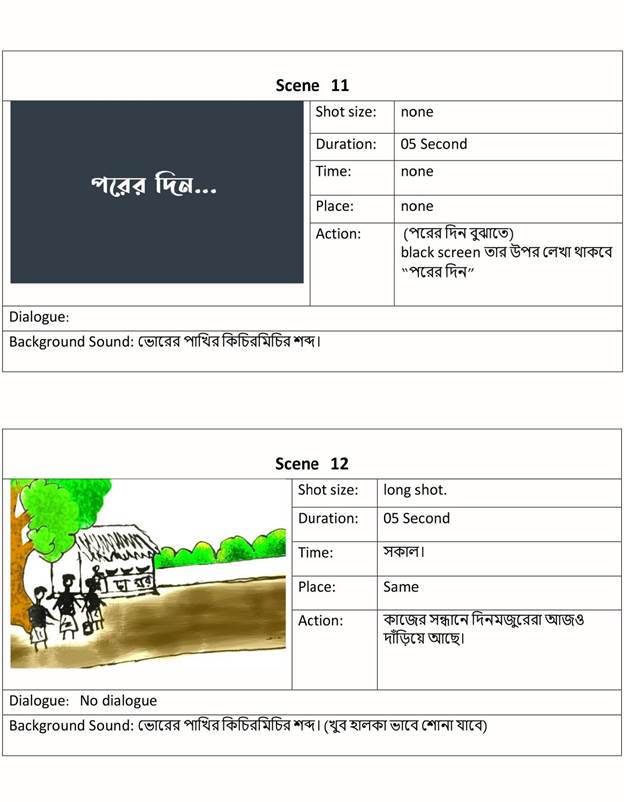 Scene 11
পরের দিন...
Shot size: none
Duration: 05 Second
Time: none
Place: none
Action: (পরের দিন বুঝাতে)
black screen তার উপর লেখা থাকবে
“পরের দিন”
Dialogue:
Background Sound: ভোরের পাখির কিচিরমিচির শব্দ।
Scene 12
চা ঘর
Shot size: long shot.
Duration: 05 Second
Time: সকাল।
Place: Same
Action: কাজের সন্ধানে দিনমজুরেরা আজও
দাঁড়িয়ে আছে।
Dialogue: No dialogue
Background Sound: ভোরের পাখির কিচিরমিচির শব্দ। (খুব হালকা ভাবে শোনা যাবে)